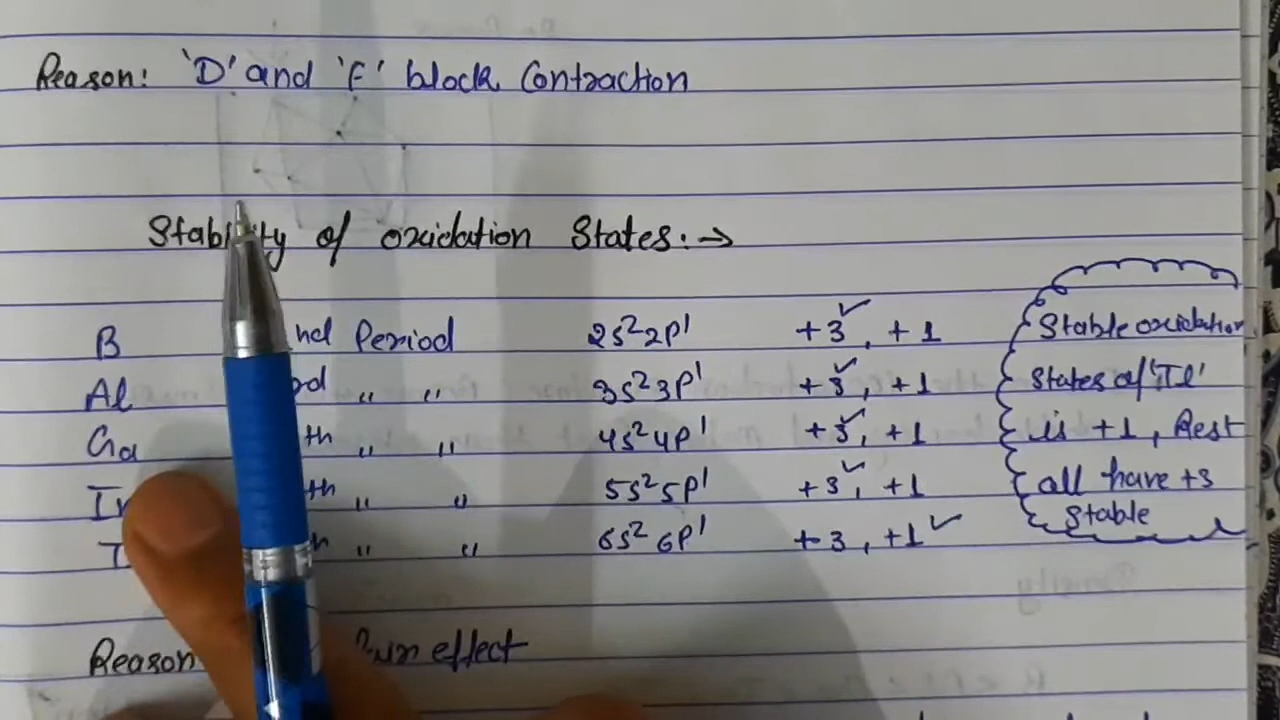 Reason: 'D' and 'F' block Contraction
Stability of oxidation States:→
B nd Period 2s²2p¹ +3✓, +1
Al rd " " 3s²3p¹ +3✓, +1
Ga th " " 4s²4p¹ +3✓, +1
In th " " 5s²5p¹ +3✓, +1
T " " 6s²6p¹ +3, +1✓
Stable oxidation
States of 'Tl'
is +1, Rest
all have +3
Stable
Reason effect